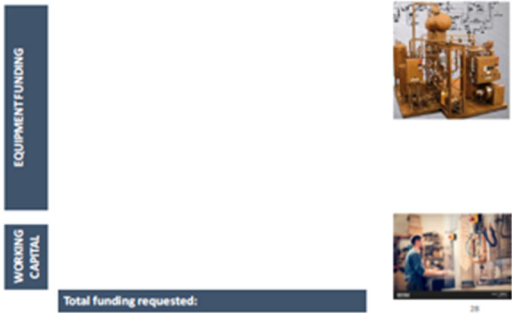 EQUIPMENT FUNDING
WORKING
CAPITAL
Total funding requested:
28